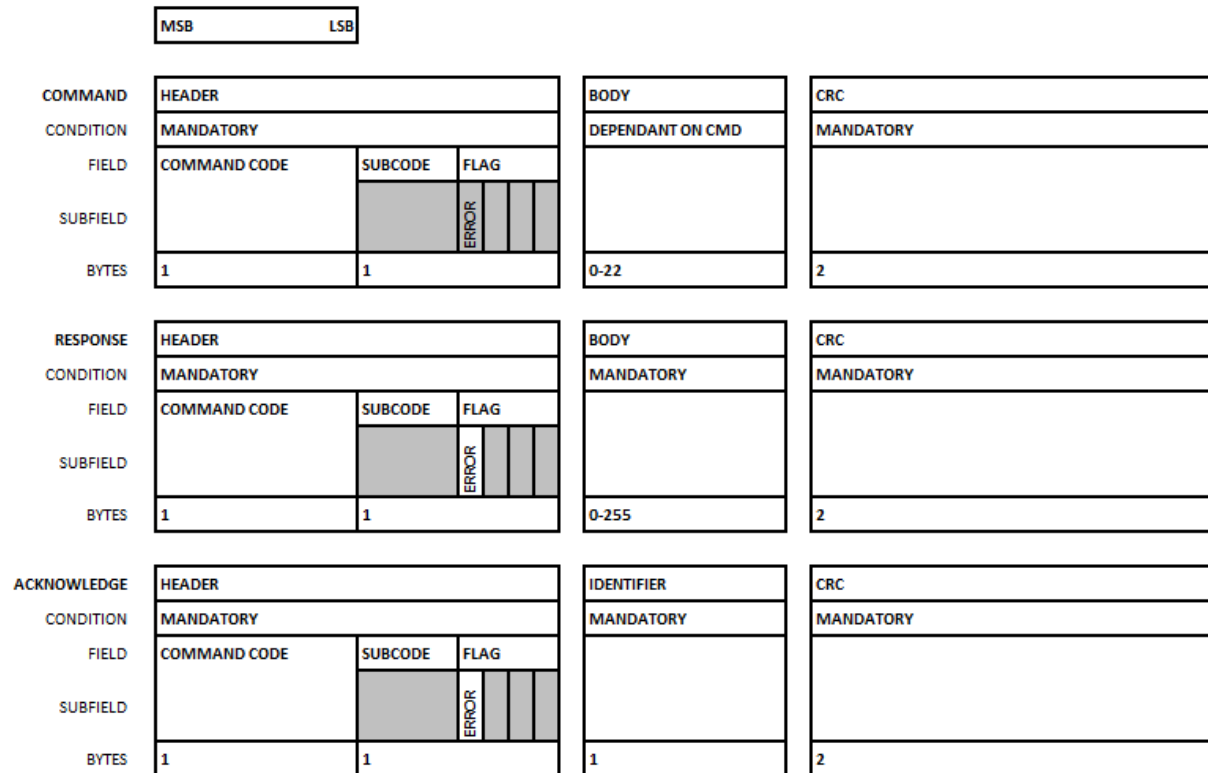 MSB LSB
COMMAND HEADER BODY CRC
CONDITION MANDATORY DEPENDANT ON CMD MANDATORY
FIELD COMMAND CODE SUBCODE FLAG
SUBFIELD ERROR
BYTES 1 1 0-22 2
RESPONSE HEADER BODY CRC
CONDITION MANDATORY MANDATORY MANDATORY
FIELD COMMAND CODE SUBCODE FLAG
SUBFIELD ERROR
BYTES 1 1 0-255 2
ACKNOWLEDGE HEADER IDENTIFIER CRC
CONDITION MANDATORY MANDATORY MANDATORY
FIELD COMMAND CODE SUBCODE FLAG
SUBFIELD ERROR
BYTES 1 1 1 2